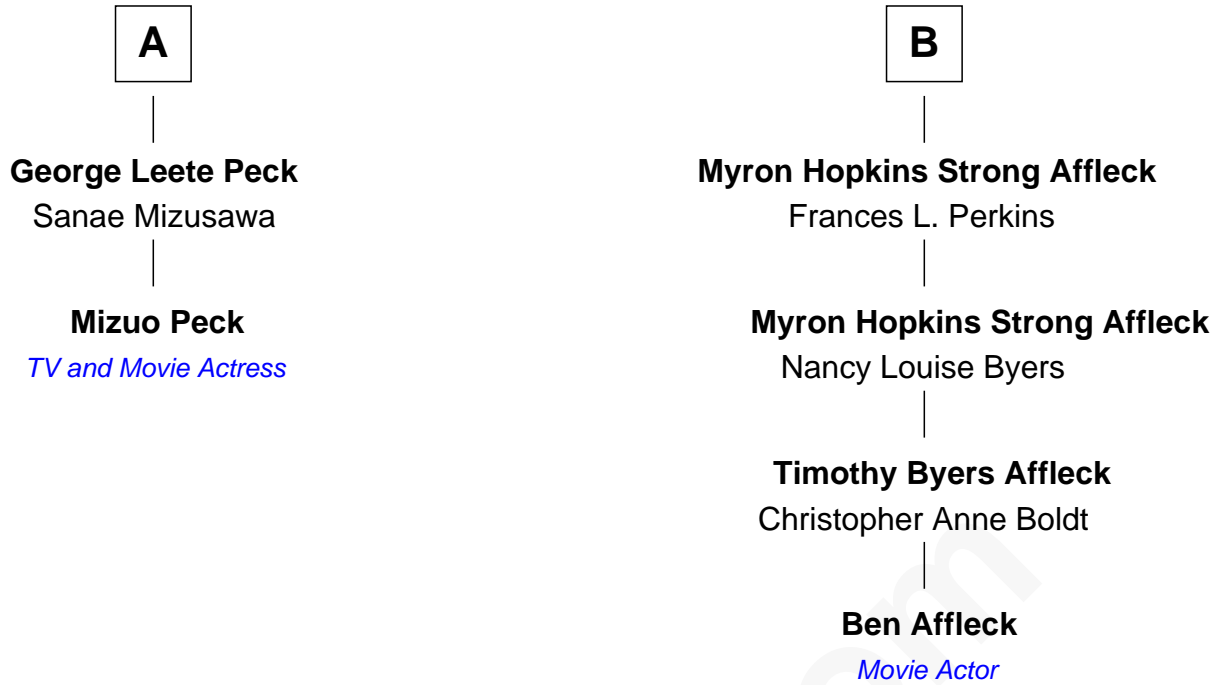 A
George Leete Peck
Sanae Mizusawa
Mizuo Peck
TV and Movie Actress
B
Myron Hopkins Strong Affleck
Frances L. Perkins
Myron Hopkins Strong Affleck
Nancy Louise Byers
Timothy Byers Affleck
Christopher Anne Boldt
Ben Affleck
Movie Actor